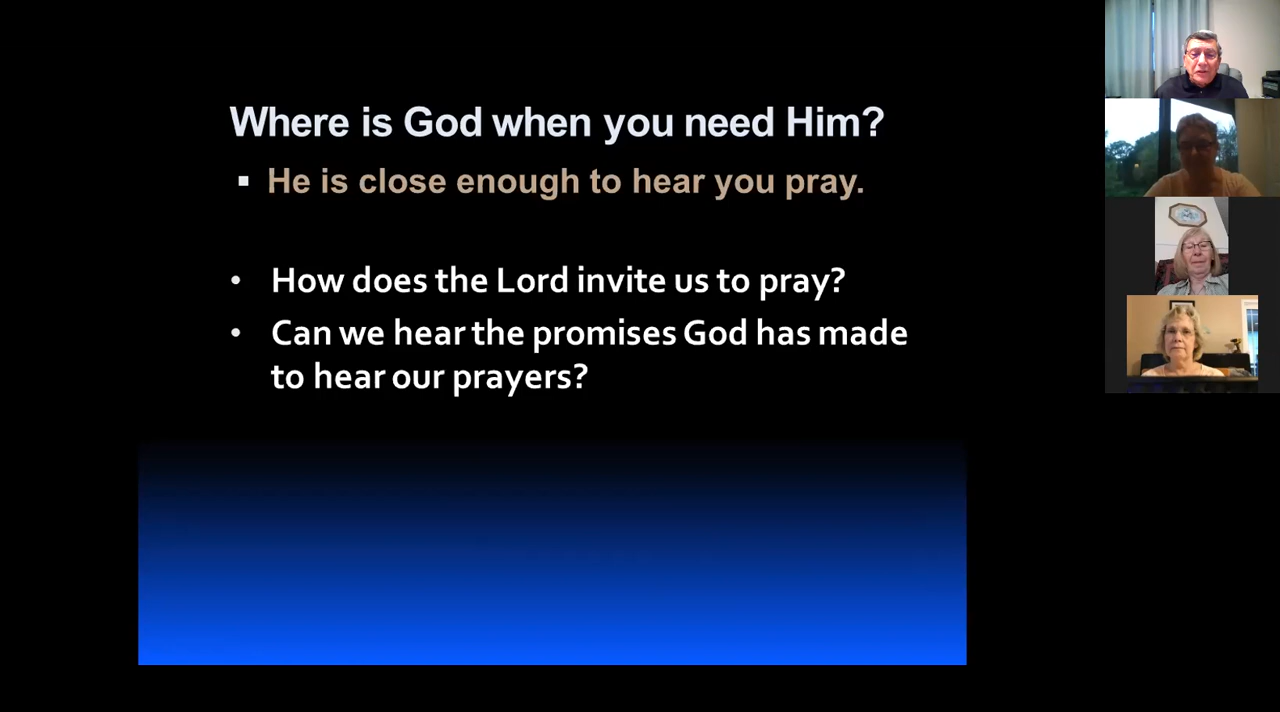 Where is God when you need Him?
▪ He is close enough to hear you pray.
• How does the Lord invite us to pray?
• Can we hear the promises God has made
to hear our prayers?